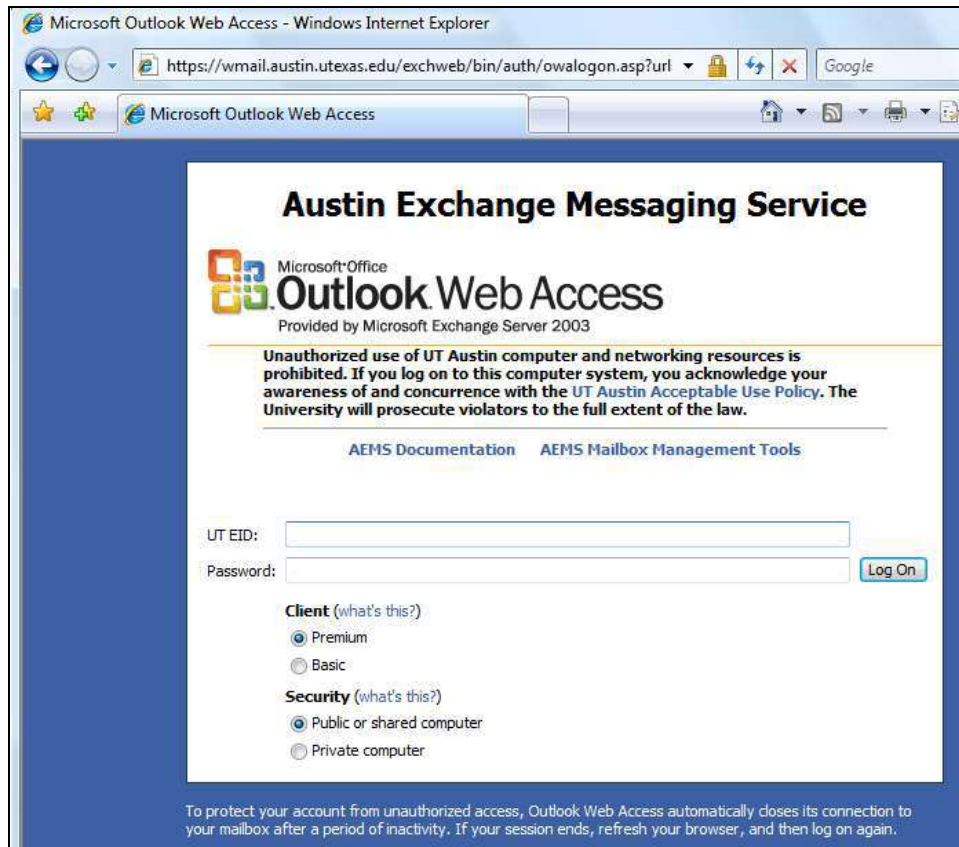 Microsoft Outlook Web Access - Windows Internet Explorer
https://wmail.austin.utexas.edu/exchweb/bin/auth/owalogon.asp?url
Google
Microsoft Outlook Web Access
Austin Exchange Messaging Service
Microsoft Office
Outlook Web Access
Provided by Microsoft Exchange Server 2003
Unauthorized use of UT Austin computer and networking resources is
prohibited. If you log on to this computer system, you acknowledge your
awareness of and concurrence with the UT Austin Acceptable Use Policy. The
University will prosecute violators to the full extent of the law.
AEMS Documentation AEMS Mailbox Management Tools
UT EID:
Password: Log On
Client (what's this?)
Premium
Basic
Security (what's this?)
Public or shared computer
Private computer
To protect your account from unauthorized access, Outlook Web Access automatically closes its connection to
your mailbox after a period of inactivity. If your session ends, refresh your browser, and then log on again.